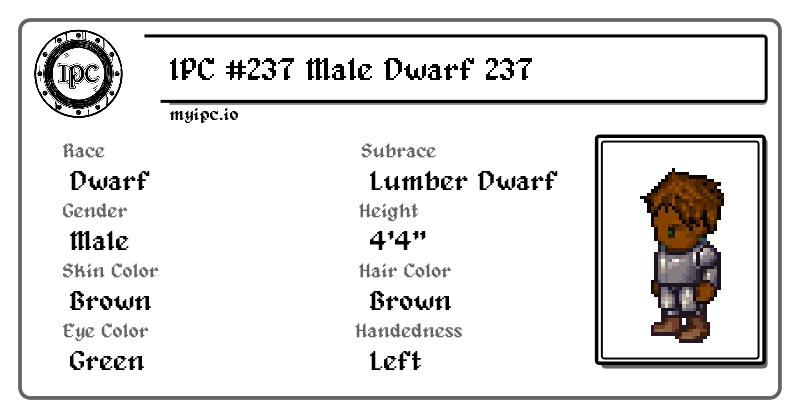 IPC
IPC #237 Male Dwarf 237
myipc.io
Race
Dwarf
Subrace
Lumber Dwarf
Gender
Male
Height
4'4"
Skin Color
Brown
Hair Color
Brown
Eye Color
Green
Handedness
Left